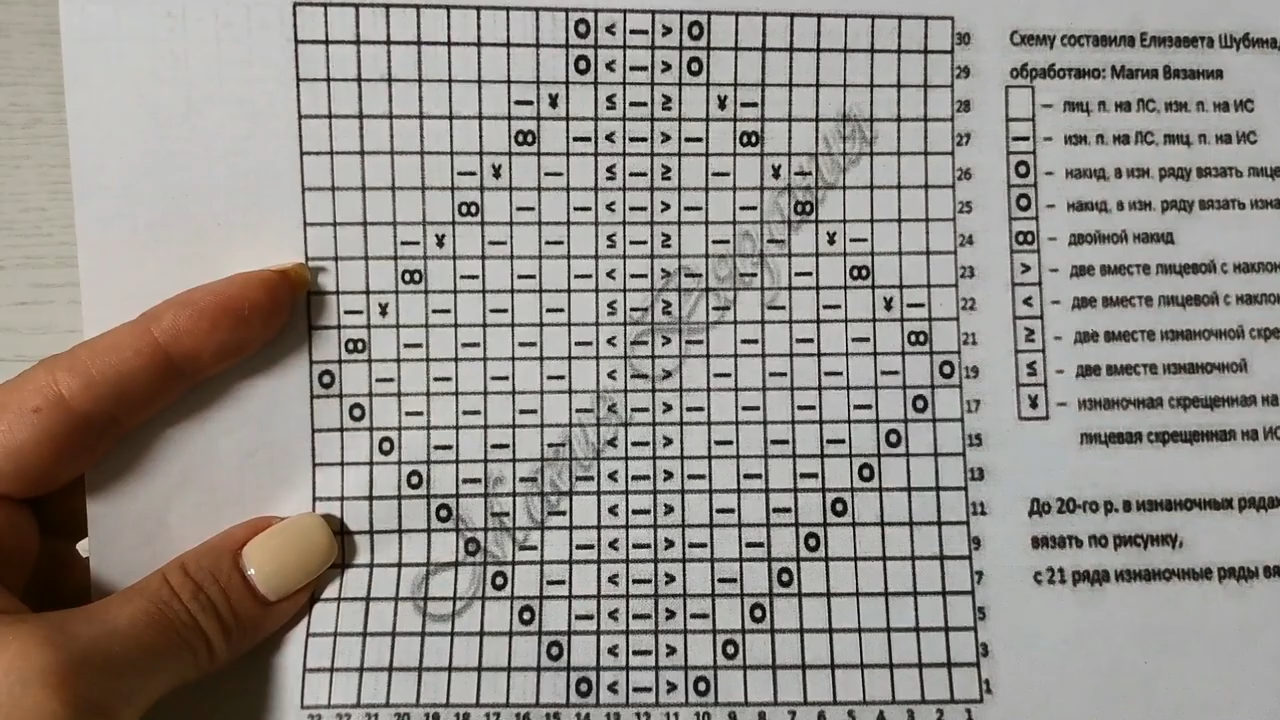 30
29
28
27
26
25
24
23
22
21
19
17
15
13
11
9
7
5
3
1
22 21 20 19 18 17 16 15 14 13 12 11 10 9 8 7 6 5 4 3 2 1
Магия Вязания
Схему составила Елизавета Шубина,
обработано: Магия Вязания
– лиц. п. на ЛС, изн. п. на ИС
– изн. п. на ЛС, лиц. п. на ИС
– накид, в изн. ряду вязать лице
– накид, в изн. ряду вязать изна
– двойной накид
– две вместе лицевой с наклон
– две вместе лицевой с наклон
– две вместе изнаночной скре
– две вместе изнаночной
– изнаночная скрещенная на
лицевая скрещенная на ИС
До 20-го р. в изнаночных рядах
вязать по рисунку,
с 21 ряда изнаночные ряды вя